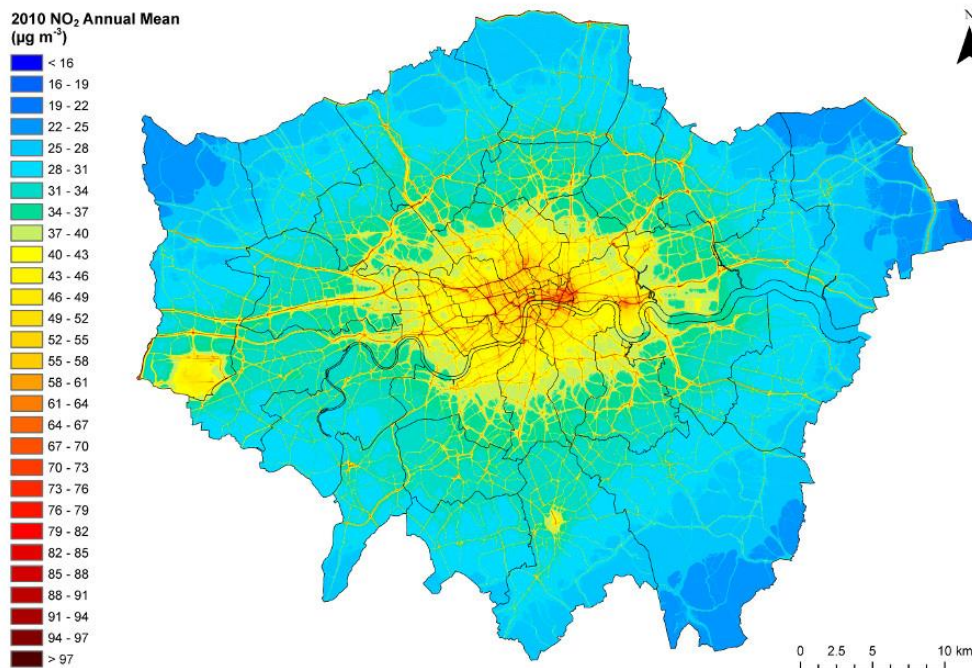 2010 NO₂ Annual Mean
(µg m⁻³)
< 16
16 - 19
19 - 22
22 - 25
25 - 28
28 - 31
31 - 34
34 - 37
37 - 40
40 - 43
43 - 46
46 - 49
49 - 52
52 - 55
55 - 58
58 - 61
61 - 64
64 - 67
67 - 70
70 - 73
73 - 76
76 - 79
79 - 82
82 - 85
85 - 88
88 - 91
91 - 94
94 - 97
> 97
N
0 2.5 5 10 km